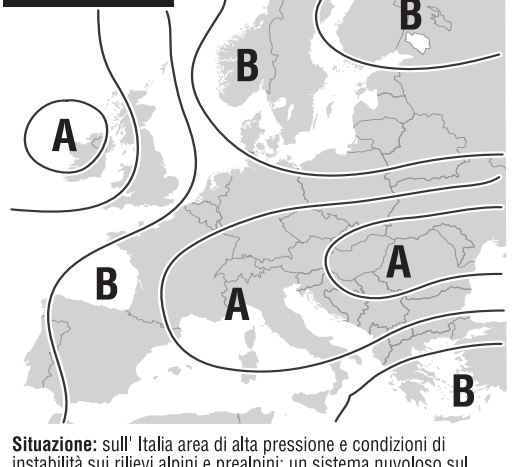 B
B
A
A
B
A
B
Situazione: sull' Italia area di alta pressione e condizioni di
instabilità sui rilievi alpini e prealpini; un sistema nuvoloso sul